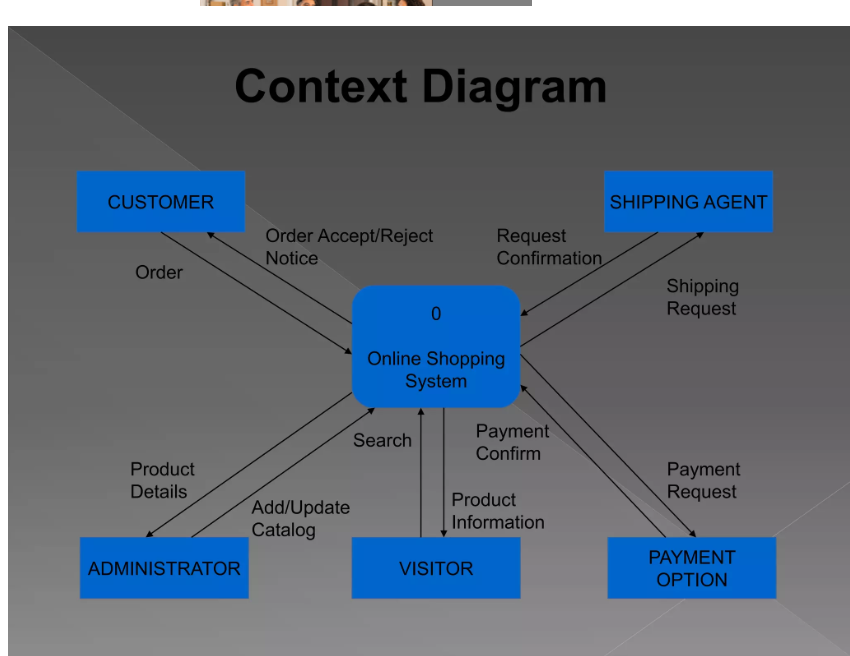 Context Diagram
CUSTOMER
SHIPPING AGENT
Order Accept/Reject
Notice
Request
Confirmation
Order
Shipping
Request
0
Online Shopping
System
Search
Payment
Confirm
Product
Details
Payment
Request
Add/Update
Catalog
Product
Information
ADMINISTRATOR
VISITOR
PAYMENT
OPTION